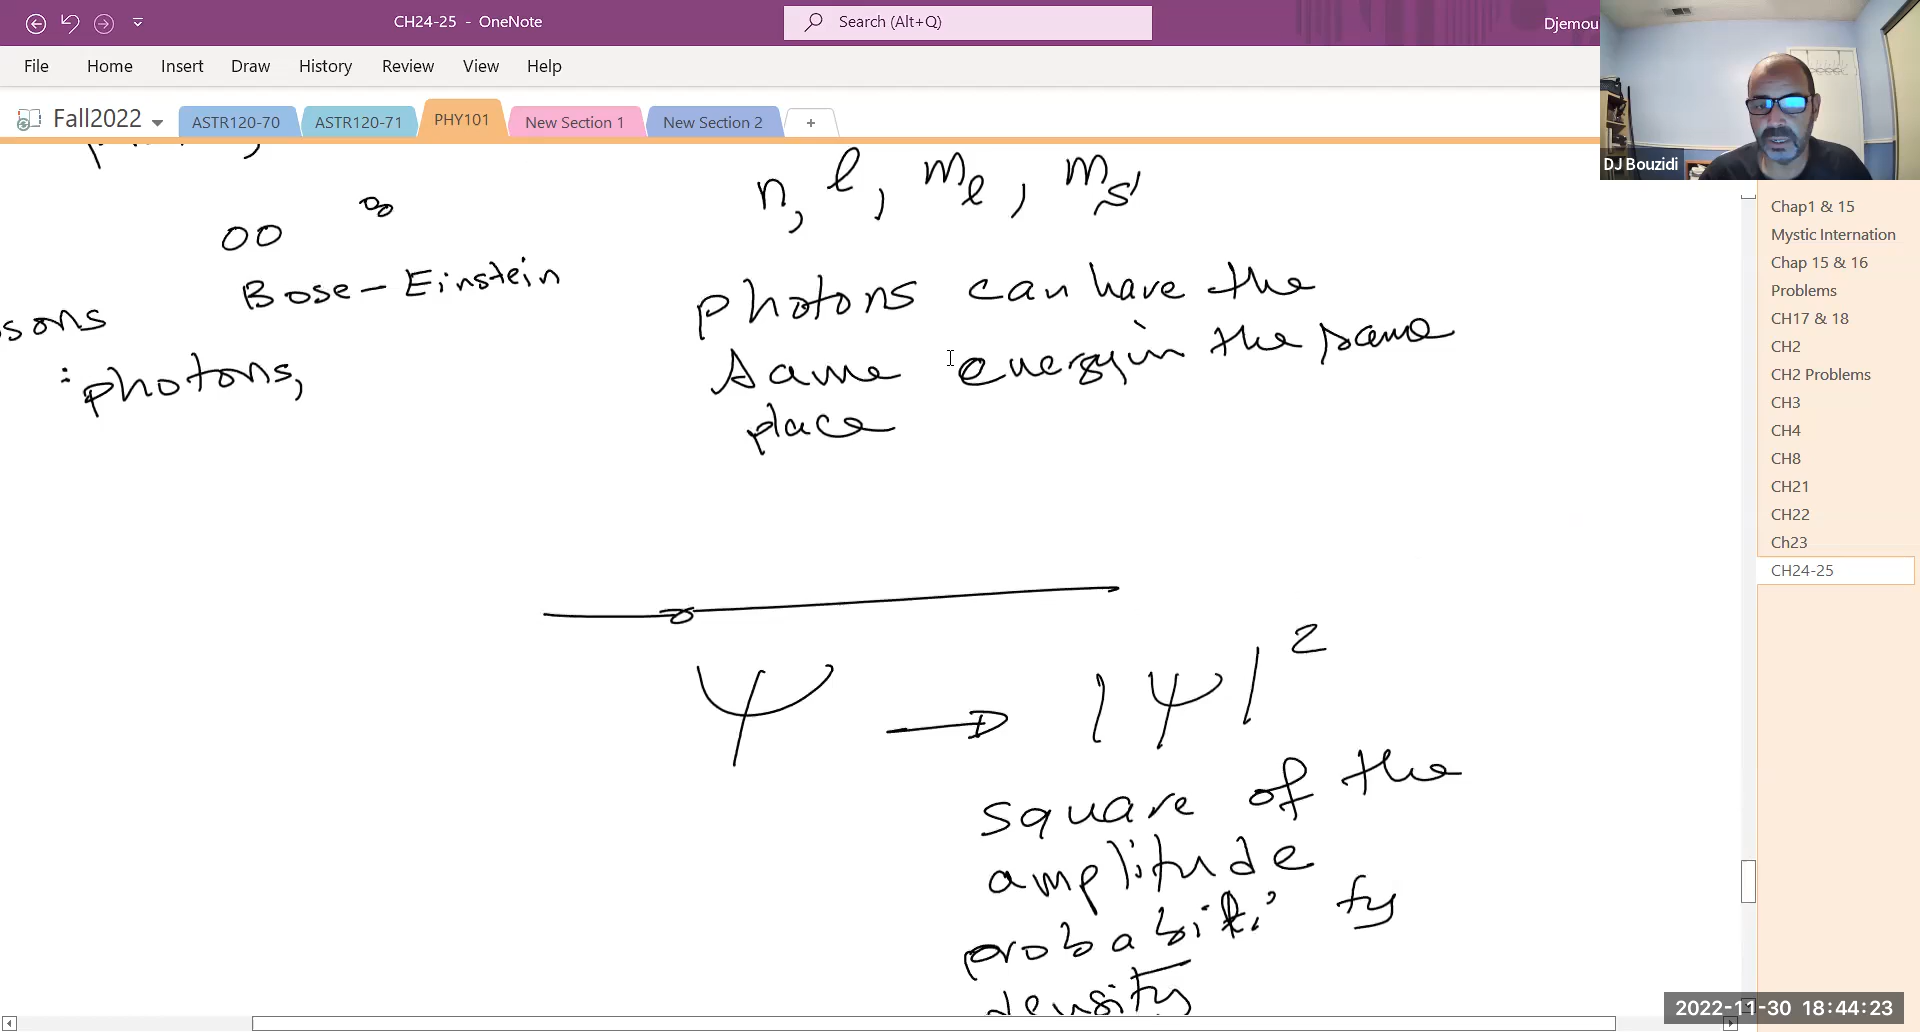 CH24-25 - OneNote
Search (Alt+Q)
Djemou
File Home Insert Draw History Review View Help
Fall2022
ASTR120-70
ASTR120-71
PHY101
New Section 1
New Section 2
+
DJ Bouzidi
n, l, mℓ, ms,
Bose-Einstein
sons
: photons,
photons can have the
same energy, in the same
place
Ψ → |Ψ|²
square of the
amplitude
probability
density
Chap1 & 15
Mystic Internation
Chap 15 & 16
Problems
CH17 & 18
CH2
CH2 Problems
CH3
CH4
CH8
CH21
CH22
Ch23
CH24-25
2022-11-30 18:44:23